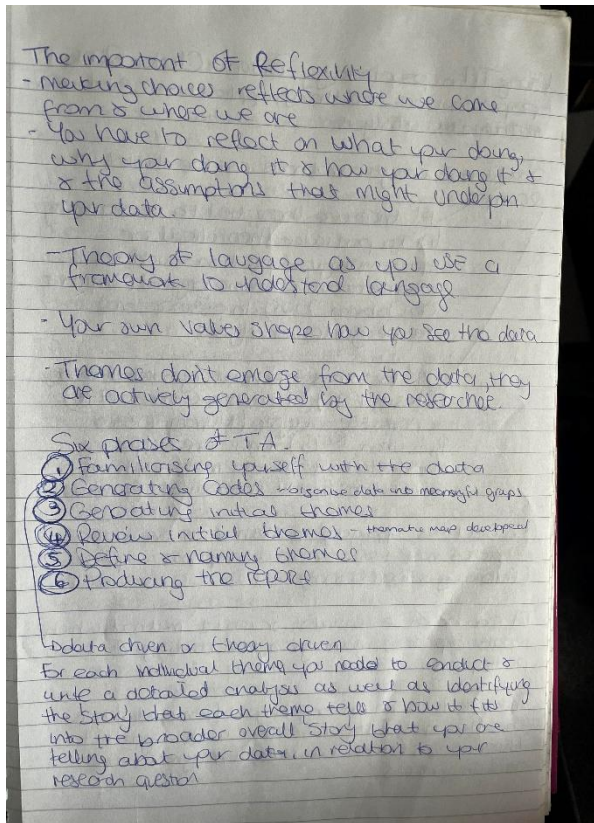 The important of Reflexivity
- making choices reflects where we come
from & where we are
- You have to reflect on what your doing,
why your doing it & how your doing it &
& the assumptions that might underpin
your data.
- Theory of laugage as you use a
framework to understand language
- Your own values shape how you see the data
- Themes don't emerge from the data, they
are actively generated by the researcher.
Six phases of TA.
1 Familiarising yourself with the data
2 Generating Codes - organise data into meaningful groups
3 Generating initial themes
4 Review initial themes - thematic map developed
5 Define & naming themes
6 Producing the report
data driven or theory driven
For each individual theme you need to conduct &
write a detailed analysis as well as identifying
the story that each theme tells & how it fits
into the broader overall story that you are
telling about your data, in relation to your
research question